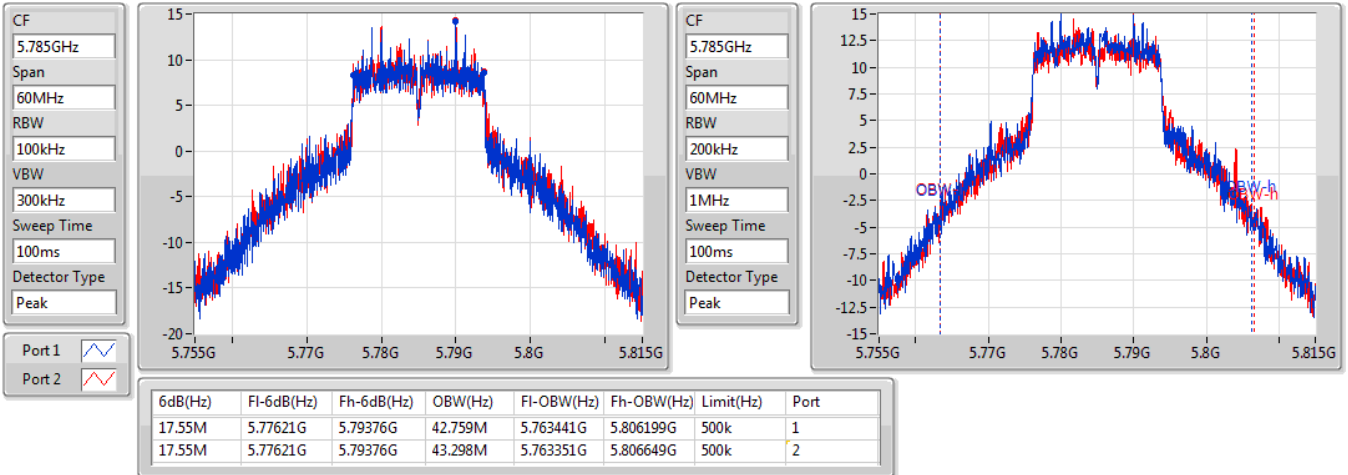 CF
5.785GHz
Span
60MHz
RBW
100kHz
VBW
300kHz
Sweep Time
100ms
Detector Type
Peak
Port 1
Port 2
15
10
5
0
-5
-10
-15
-20
5.755G 5.77G 5.78G 5.79G 5.8G 5.815G
CF
5.785GHz
Span
60MHz
RBW
200kHz
VBW
1MHz
Sweep Time
100ms
Detector Type
Peak
15
12.5
10
7.5
5
2.5
0
-2.5
-5
-7.5
-10
-12.5
-15
5.755G 5.77G 5.78G 5.79G 5.8G 5.815G
6dB(Hz) Fl-6dB(Hz) Fh-6dB(Hz) OBW(Hz) Fl-OBW(Hz) Fh-OBW(Hz) Limit(Hz) Port
17.55M 5.77621G 5.79376G 42.759M 5.763441G 5.806199G 500k 1
17.55M 5.77621G 5.79376G 43.298M 5.763351G 5.806649G 500k 2